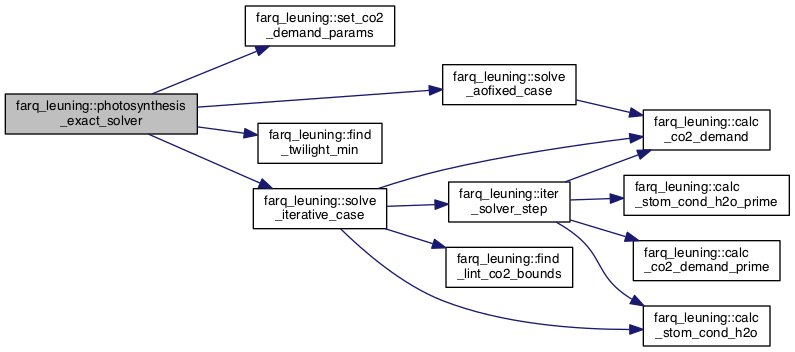 farq_leuning::set_co2
_demand_params
farq_leuning::solve
_aofixed_case
farq_leuning::photosynthesis
_exact_solver
farq_leuning::calc
_co2_demand
farq_leuning::find
_twilight_min
farq_leuning::calc
_stom_cond_h2o_prime
farq_leuning::solve
_iterative_case
farq_leuning::iter
_solver_step
farq_leuning::calc
_co2_demand_prime
farq_leuning::find
_lint_co2_bounds
farq_leuning::calc
_stom_cond_h2o